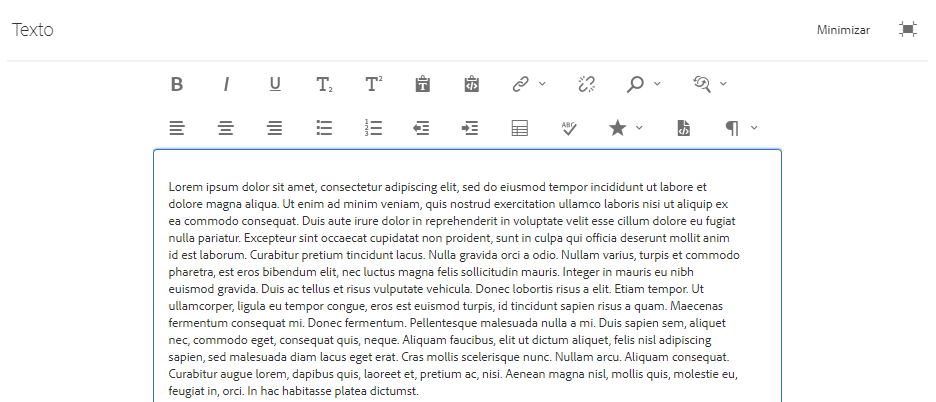 Texto
Minimizar
B I U T2 T2
T
1
2
3
ABC
Lorem ipsum dolor sit amet, consectetur adipiscing elit, sed do eiusmod tempor incididunt ut labore et
dolore magna aliqua. Ut enim ad minim veniam, quis nostrud exercitation ullamco laboris nisi ut aliquip ex
ea commodo consequat. Duis aute irure dolor in reprehenderit in voluptate velit esse cillum dolore eu fugiat
nulla pariatur. Excepteur sint occaecat cupidatat non proident, sunt in culpa qui officia deserunt mollit anim
id est laborum. Curabitur pretium tincidunt lacus. Nulla gravida orci a odio. Nullam varius, turpis et commodo
pharetra, est eros bibendum elit, nec luctus magna felis sollicitudin mauris. Integer in mauris eu nibh
euismod gravida. Duis ac tellus et risus vulputate vehicula. Donec lobortis risus a elit. Etiam tempor. Ut
ullamcorper, ligula eu tempor congue, eros est euismod turpis, id tincidunt sapien risus a quam. Maecenas
fermentum consequat mi. Donec fermentum. Pellentesque malesuada nulla a mi. Duis sapien sem, aliquet
nec, commodo eget, consequat quis, neque. Aliquam faucibus, elit ut dictum aliquet, felis nisl adipiscing
sapien, sed malesuada diam lacus eget erat. Cras mollis scelerisque nunc. Nullam arcu. Aliquam consequat.
Curabitur augue lorem, dapibus quis, laoreet et, pretium ac, nisi. Aenean magna nisl, mollis quis, molestie eu,
feugiat in, orci. In hac habitasse platea dictumst.